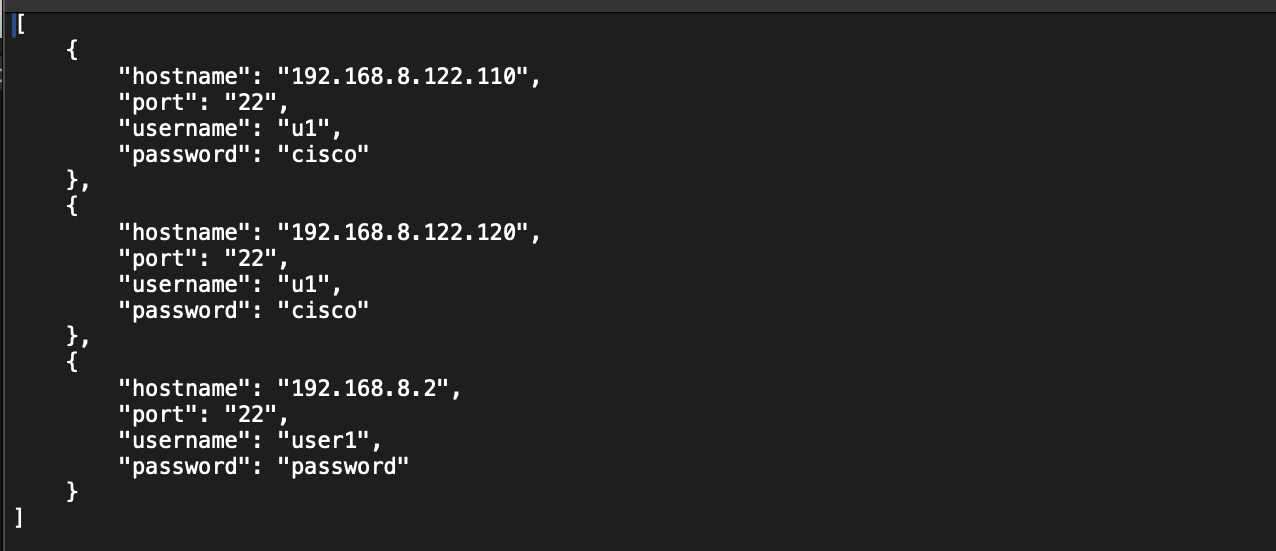 [
    {
        "hostname": "192.168.8.122.110",
        "port": "22",
        "username": "u1",
        "password": "cisco"
    },
    {
        "hostname": "192.168.8.122.120",
        "port": "22",
        "username": "u1",
        "password": "cisco"
    },
    {
        "hostname": "192.168.8.2",
        "port": "22",
        "username": "user1",
        "password": "password"
    }
]